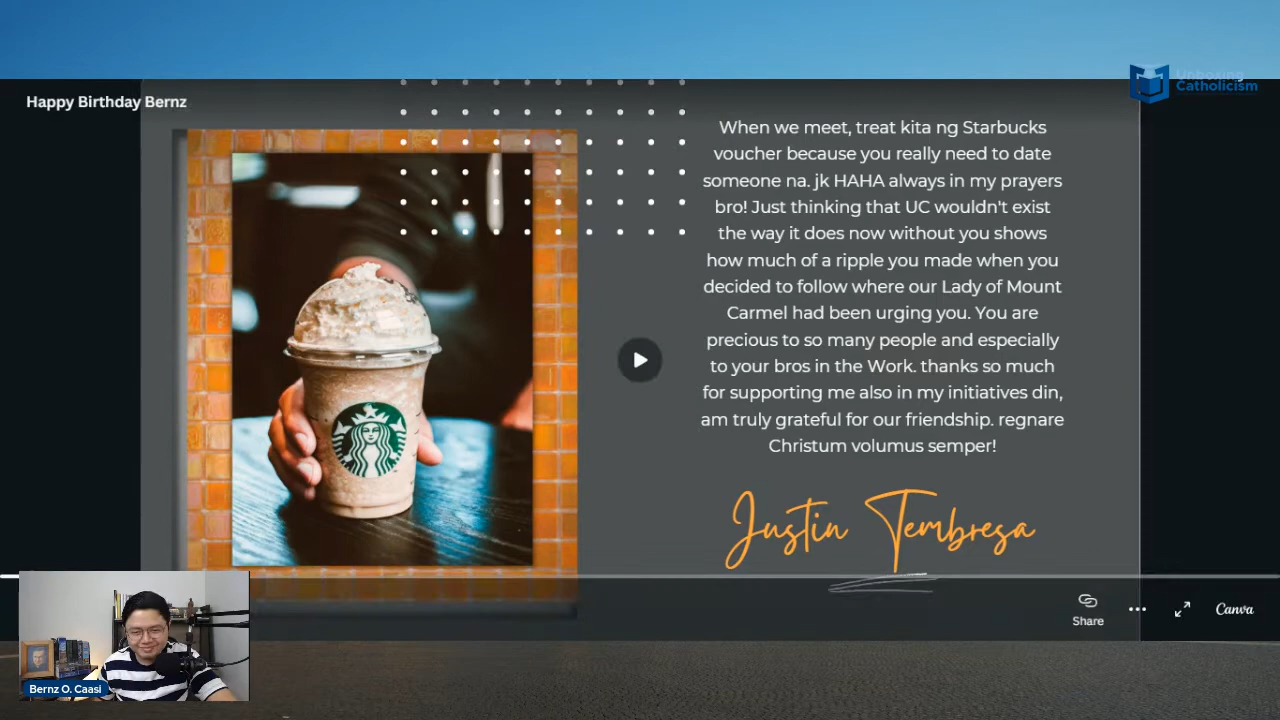 Unboxing
Catholicism
Happy Birthday Bernz
When we meet, treat kita ng Starbucks
voucher because you really need to date
someone na. jk HAHA always in my prayers
bro! Just thinking that UC wouldn't exist
the way it does now without you shows
how much of a ripple you made when you
decided to follow where our Lady of Mount
Carmel had been urging you. You are
precious to so many people and especially
to your bros in the Work. thanks so much
for supporting me also in my initiatives din,
am truly grateful for our friendship. regnare
Christum volumus semper!
Justin Tembresa
Share
Canva
Bernz O. Caasi